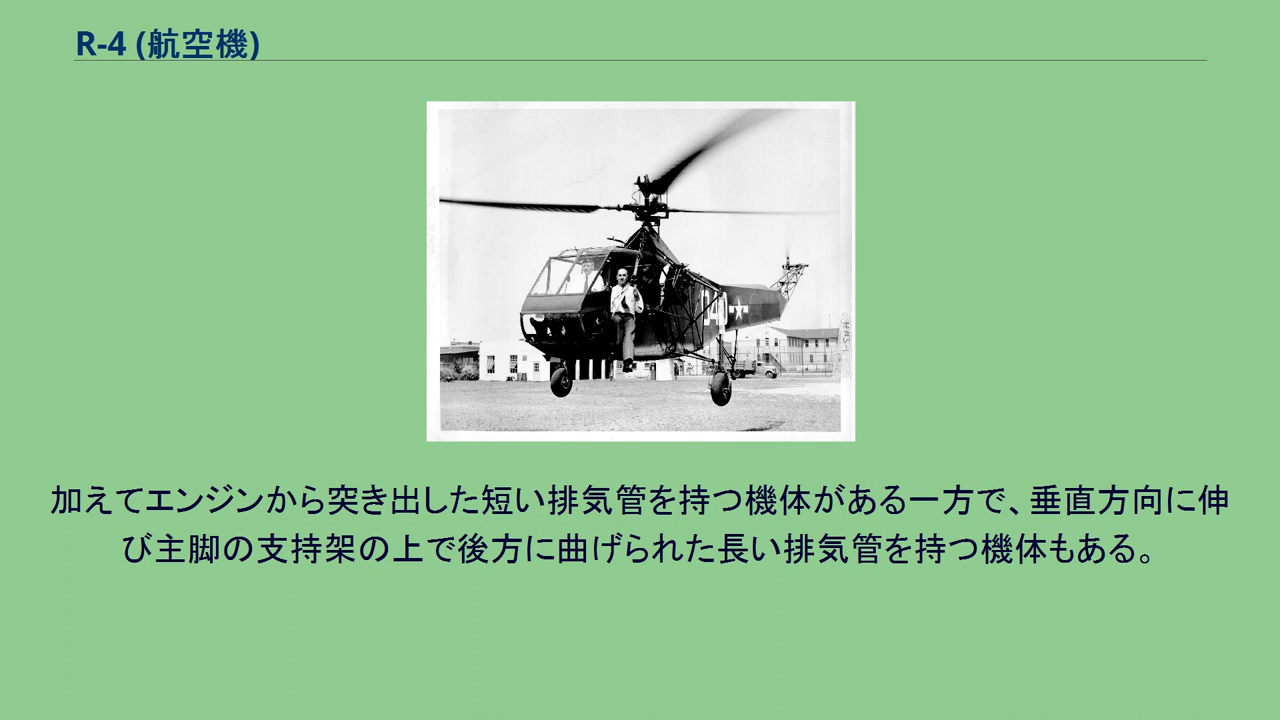 R-4 (航空機)
加えてエンジンから突き出した短い排気管を持つ機体がある一方で、垂直方向に伸
び主脚の支持架の上で後方に曲げられた長い排気管を持つ機体もある。